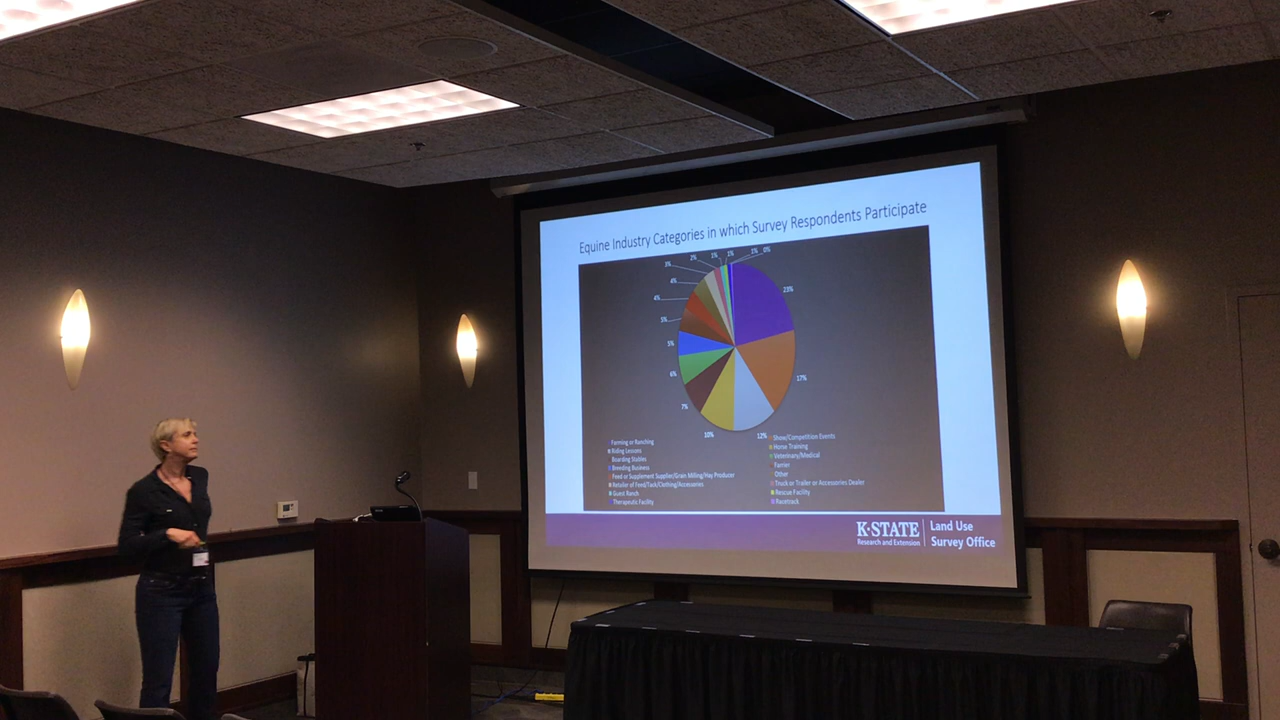 Equine Industry Categories in which Survey Respondents Participate
3% 2% 1% 1% 1% 0%
4%
4%
5%
5%
6%
7%
10%
12%
17%
23%
Farming or Ranching
Riding Lessons
Boarding Stables
Breeding Business
Feed or Supplement Supplier/Grain Milling/Hay Producer
Retailer of Feed/Tack/Clothing/Accessories
Guest Ranch
Therapeutic Facility
Show/Competition Events
Horse Training
Veterinary/Medical
Farrier
Other
Truck or Trailer or Accessories Dealer
Rescue Facility
Racetrack
K-STATE
Research and Extension
Land Use
Survey Office